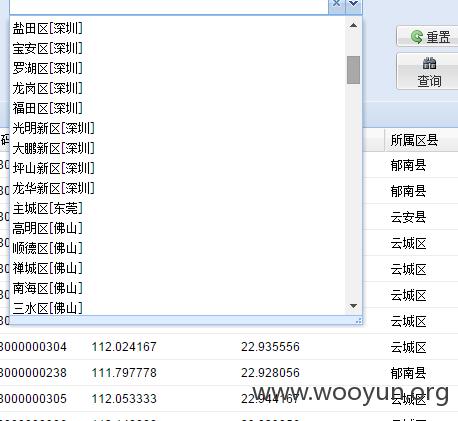 盐田区[深圳]
宝安区[深圳]
罗湖区[深圳]
龙岗区[深圳]
福田区[深圳]
光明新区[深圳]
大鹏新区[深圳]
坪山新区[深圳]
龙华新区[深圳]
主城区[东莞]
高明区[佛山]
顺德区[佛山]
禅城区[佛山]
南海区[佛山]
三水区[佛山]
重置
查询
码 所属区县
郁南县
郁南县
云安县
云城区
云城区
云城区
云城区
3000000304 112.024167 22.935556 云城区
3000000238 111.797778 22.928056 郁南县
3000000305 112.053333 22.944167 云城区
www.wooyun.org